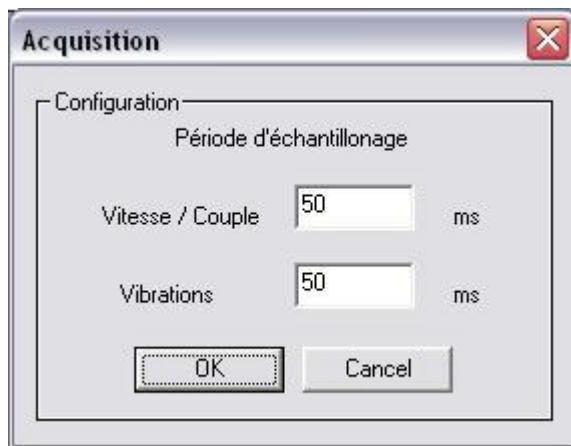 Acquisition
Configuration
Période d'échantillonage
Vitesse / Couple 50 ms
Vibrations 50 ms
OK Cancel